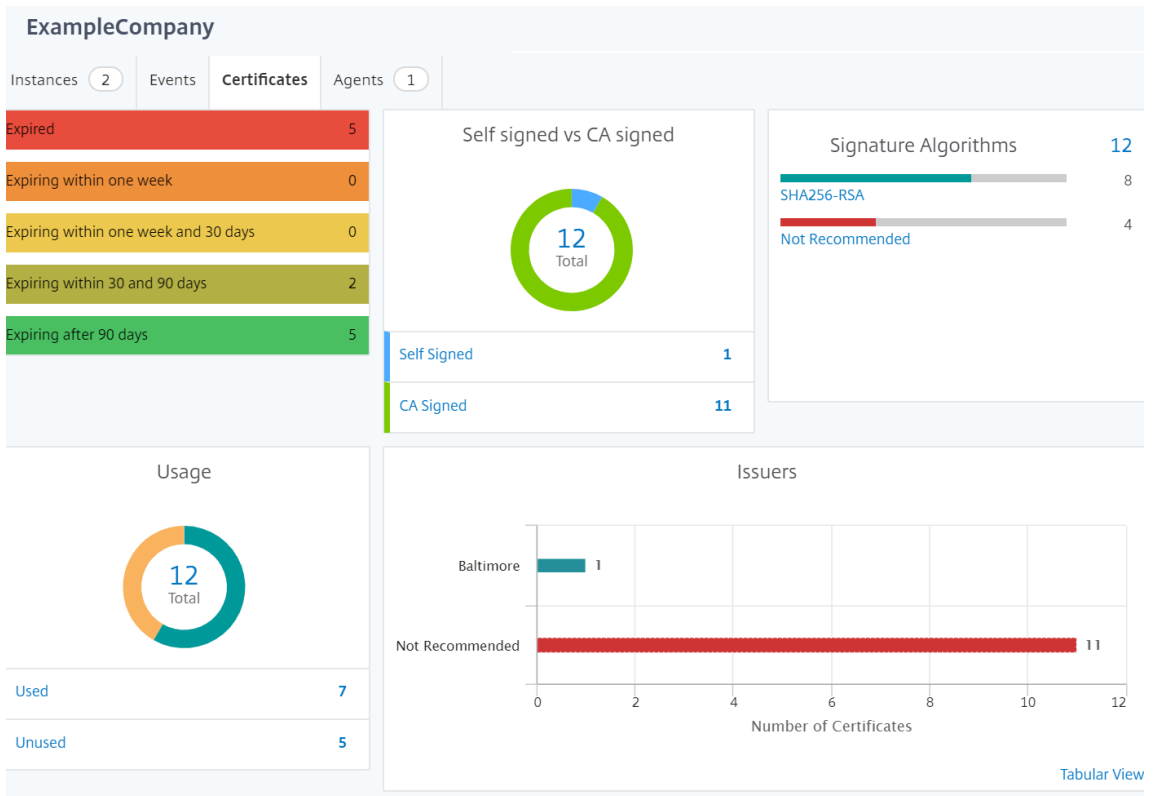 ExampleCompany
Instances 2 Events Certificates Agents 1
Expired 5
Expiring within one week 0
Expiring within one week and 30 days 0
Expiring within 30 and 90 days 2
Expiring after 90 days 5
Self signed vs CA signed
12
Total
Self Signed 1
CA Signed 11
Signature Algorithms 12
8
SHA256-RSA
4
Not Recommended
Usage
12
Total
Used 7
Unused 5
Issuers
Baltimore 1
Not Recommended 11
0 2 4 6 8 10 12
Number of Certificates
Tabular View